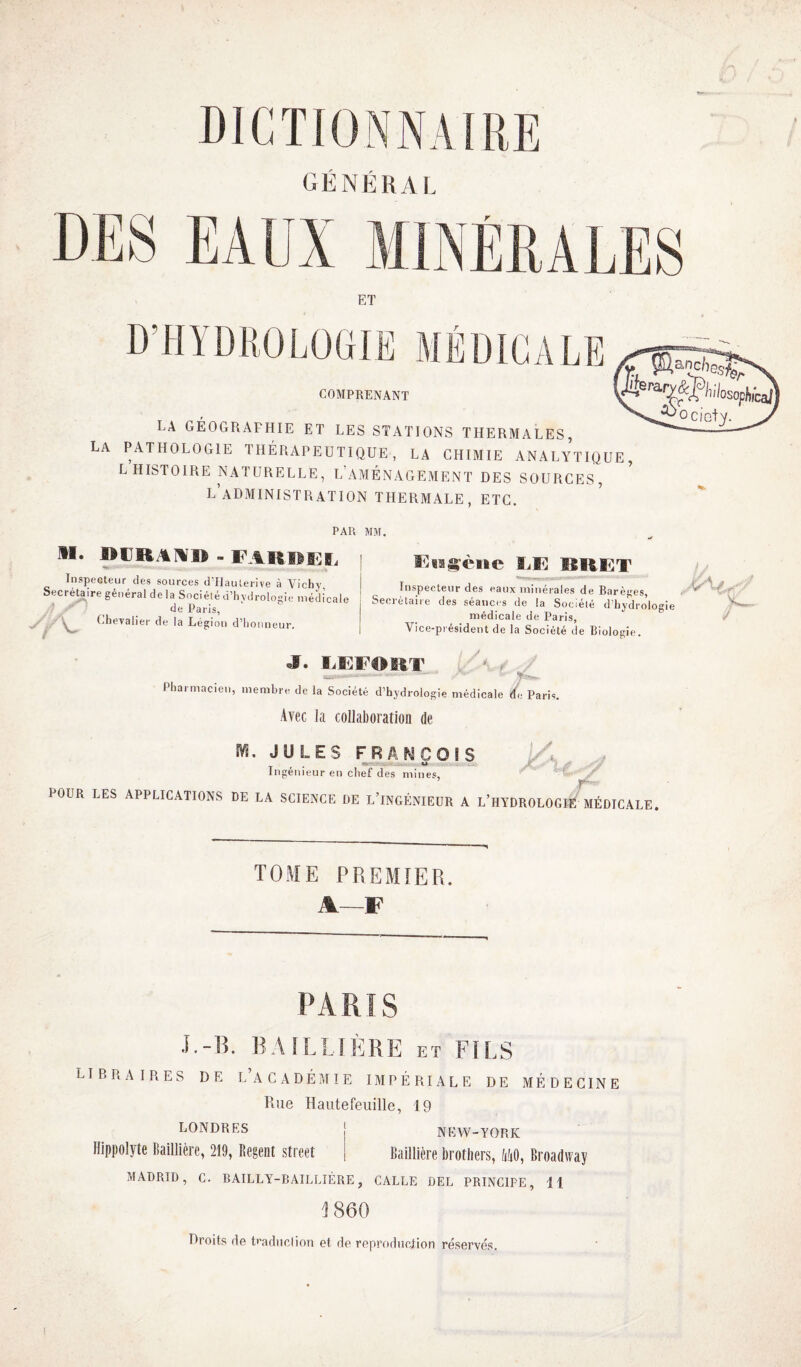 DICTIONNAIRE
GÉNÉRAL
DES EAUX MINÉRALES
ET
D'HYDROLOGIE MÉDICALE
Manchester
Literary & Philosophical
Society.
COMPRENANT
LA GÉOGRAPHIE ET LES STATIONS THERMALES,
LA PATHOLOGIE THÉRAPEUTIQUE, LA CHIMIE ANALYTIQUE,
L'HISTOIRE NATURELLE, L'AMÉNAGEMENT DES SOURCES,
L'ADMINISTRATION THERMALE, ETC.
PAR MM.
M. DURAND-FARDEL
Inspecteur des sources d'Hauterive à Vichy,
Secrétaire général de la Société d'hydrologie médicale
de Paris,
Chevalier de la Légion d'honneur.
Eugène LE BRET
Inspecteur des eaux minérales de Baréges,
Secrétaire des séances de la Société d'hydrologie
médicale de Paris,
Vice-président de la Société de Biologie.
J. LEFORT
Pharmacien, membre de la Société d'hydrologie médicale de Paris.
Avec la collaboration de
M. JULES FRANÇOIS
Ingénieur en chef des mines,
POUR LES APPLICATIONS DE LA SCIENCE DE L'INGÉNIEUR A L'HYDROLOGIE MÉDICALE.
TOME PREMIER.
A—F
PARIS
J.-B. BAILLIÈRE ET FILS
LIBRAIRES DE L'ACADÉMIE IMPÉRIALE DE MÉDECINE
Rue Hautefeuille, 19
LONDRES
Hippolyte Baillière, 219, Regent street
NEW-YORK
Baillière brothers, 440, Broadway
MADRID, C. BAILLY-BAILLIÈRE, CALLE DEL PRINCIPE, 11
1860
Droits de traduction et de reproduction réservés.